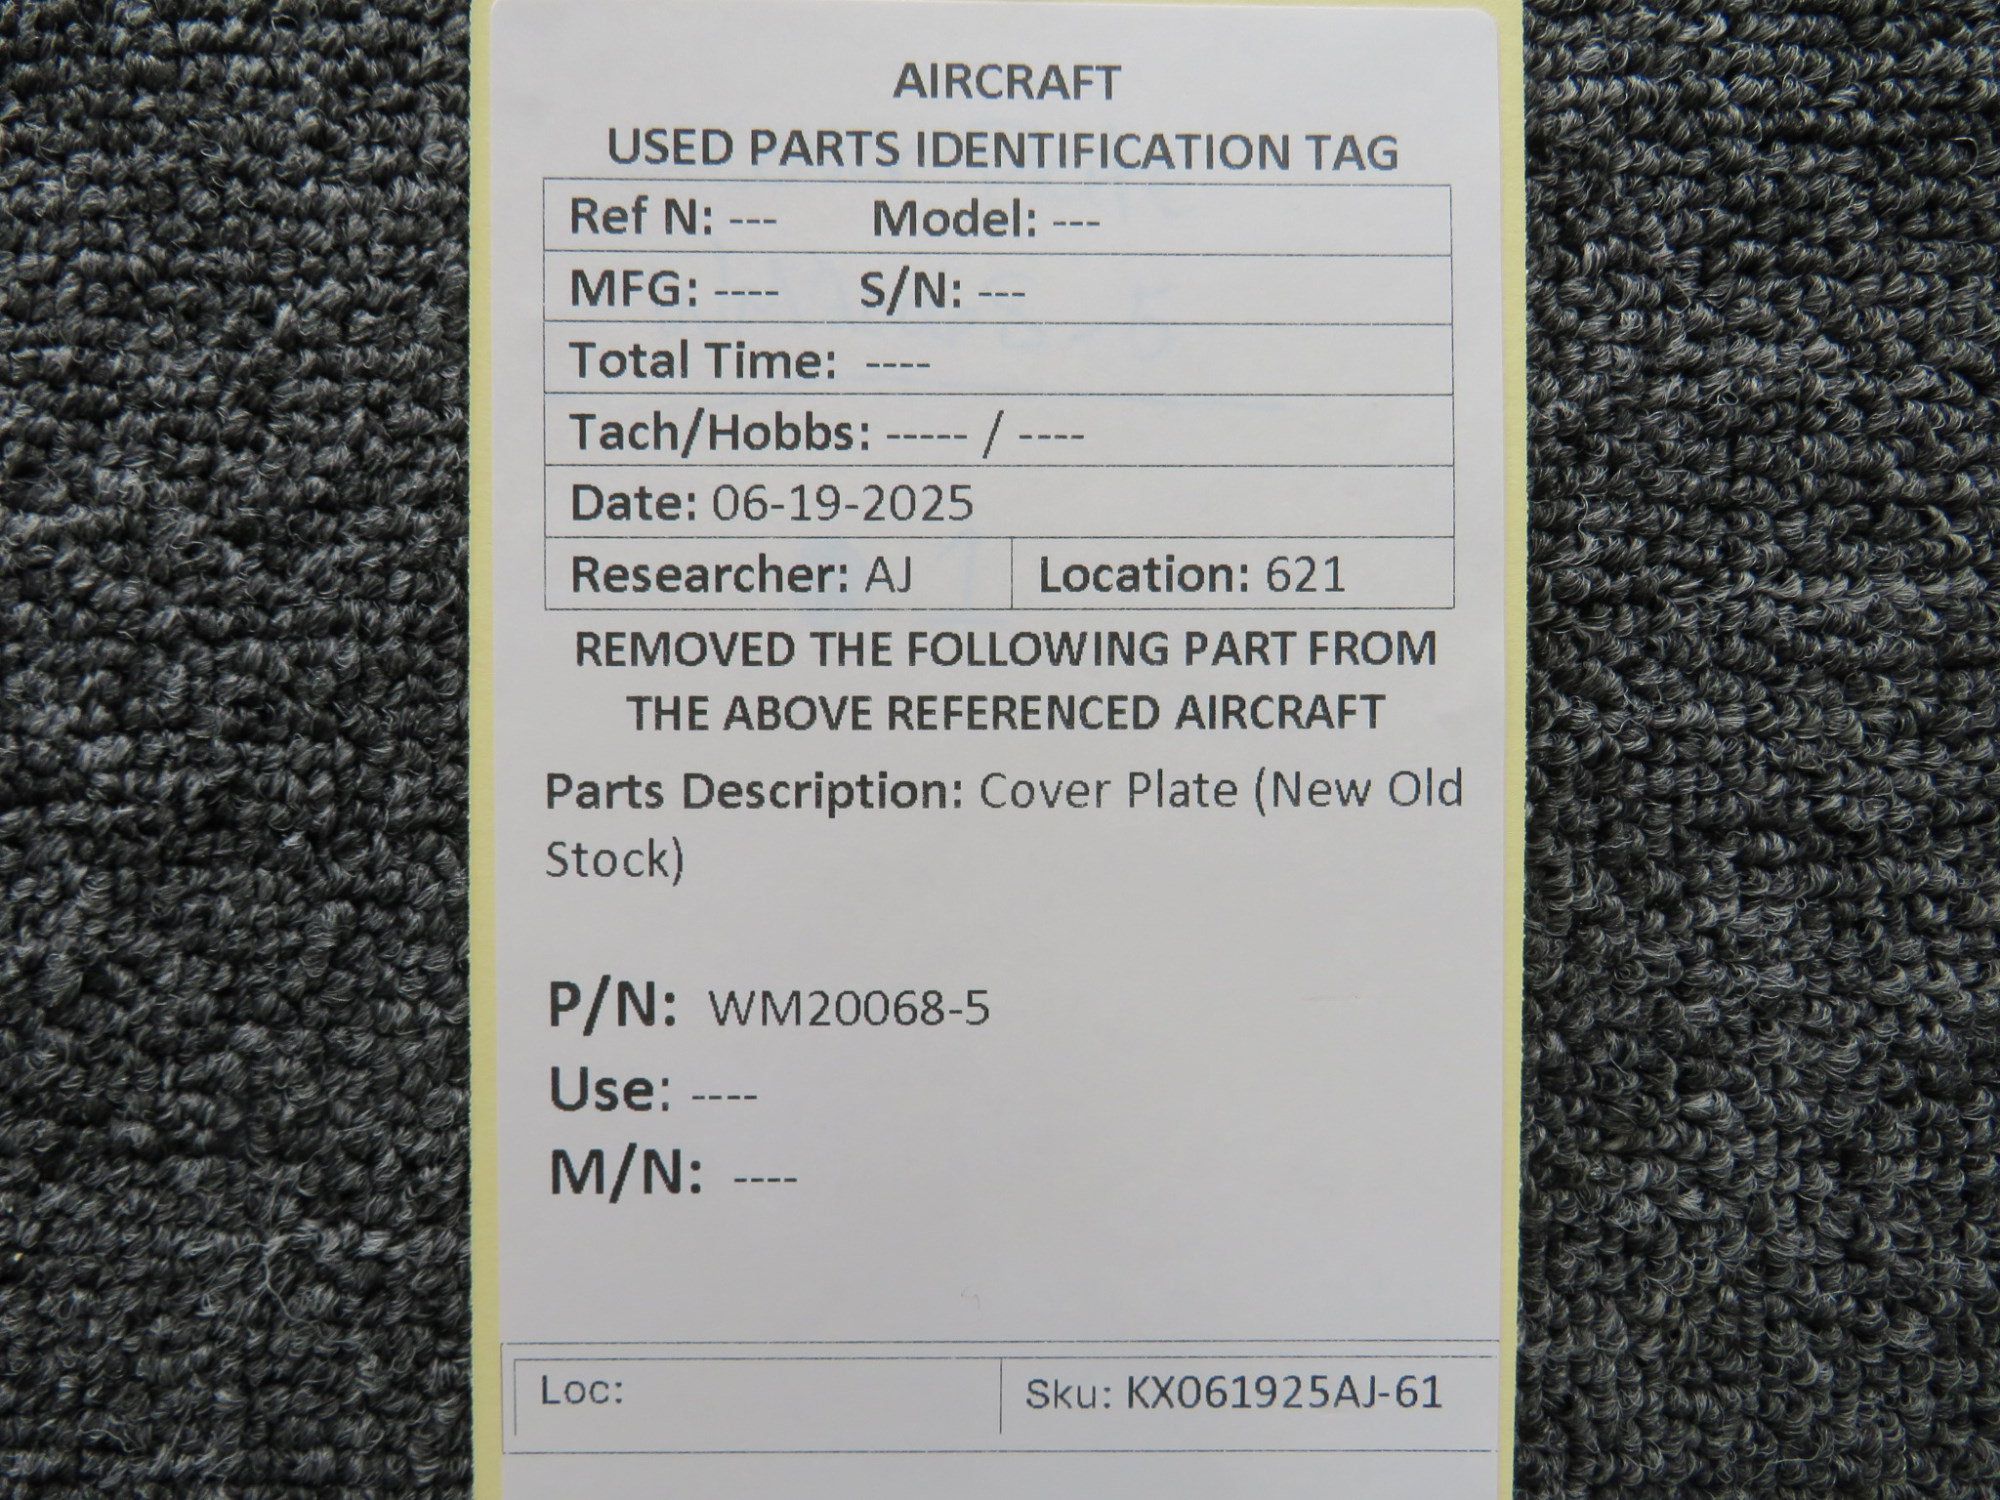 AIRCRAFT
USED PARTS IDENTIFICATION TAG
Ref N: --- Model: ---
MFG: ---- S/N: ---
Total Time: ----
Tach/Hobbs: ----- / ----
Date: 06-19-2025
Researcher: AJ Location: 621
REMOVED THE FOLLOWING PART FROM
THE ABOVE REFERENCED AIRCRAFT
Parts Description: Cover Plate (New Old
Stock)
P/N: WM20068-5
Use: ----
M/N: ----
Loc: Sku: KX061925AJ-61